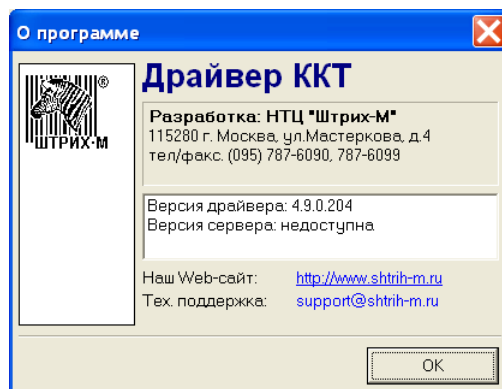 О программе
®
ШТРИХ-М
Драйвер ККТ
Разработка: НТЦ "Штрих-М"
115280 г. Москва, ул.Мастеркова, д.4
тел/факс. (095) 787-6090, 787-6099
Версия драйвера: 4.9.0.204
Версия сервера: недоступна
Наш Web-сайт: http://www.shtrih-m.ru
Тех. поддержка: support@shtrih-m.ru
OK